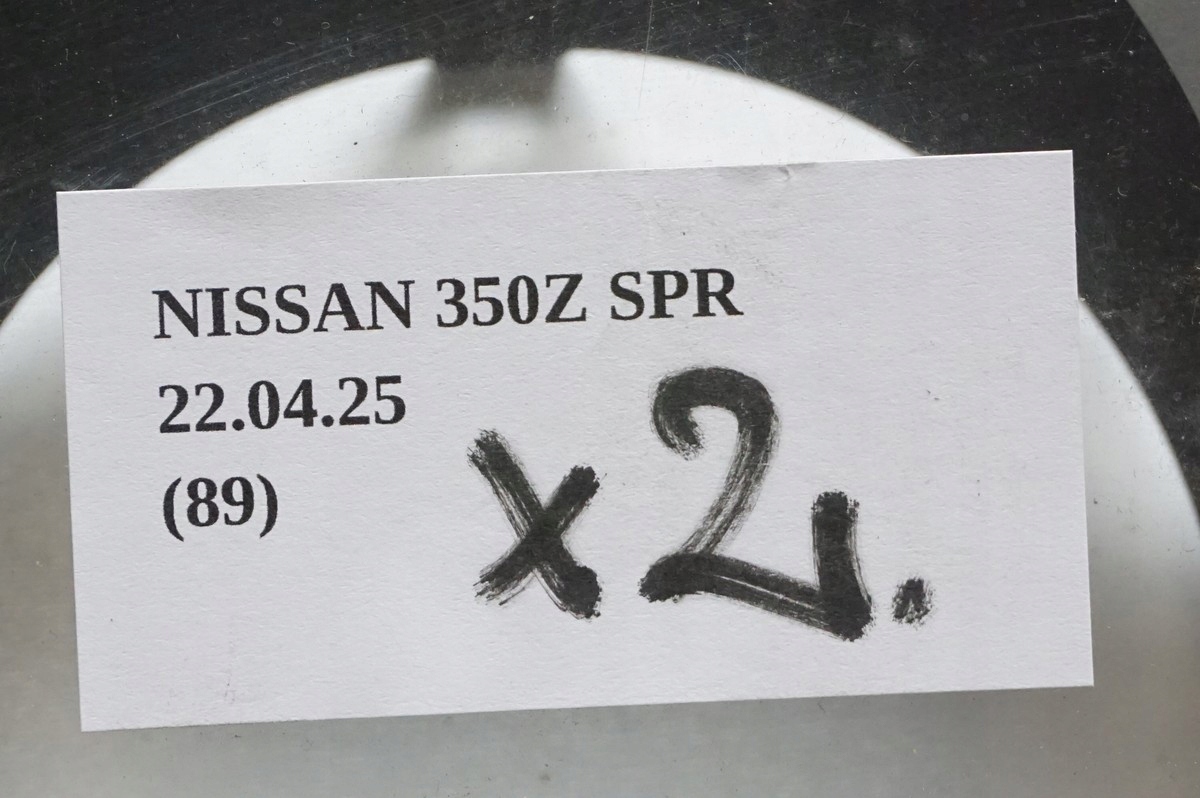 NISSAN 350Z SPR
22.04.25
(89)
x2.